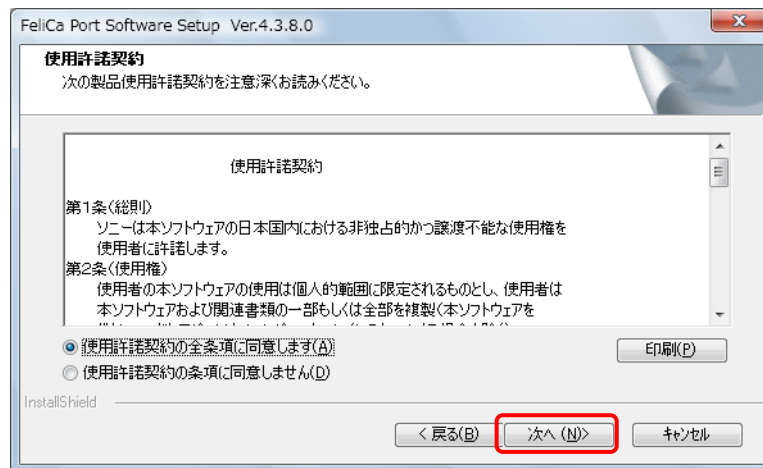 FeliCa Port Software Setup Ver.4.3.8.0
使用許諾契約
次の製品使用許諾契約を注意深くお読みください。
使用許諾契約
第1条(総則)
ソニーは本ソフトウェアの日本国内における非独占的かつ譲渡不能な使用権を
使用者に許諾します。
第2条(使用権)
使用者の本ソフトウェアの使用は個人的範囲に限定されるものとし、使用者は
本ソフトウェアおよび関連書類の一部もしくは全部を複製(本ソフトウェアを
使用許諾契約の全条項に同意します(A)
印刷(P)
使用許諾契約の条項に同意しません(D)
InstallShield
< 戻る(B)
次へ (N)>
キャンセル